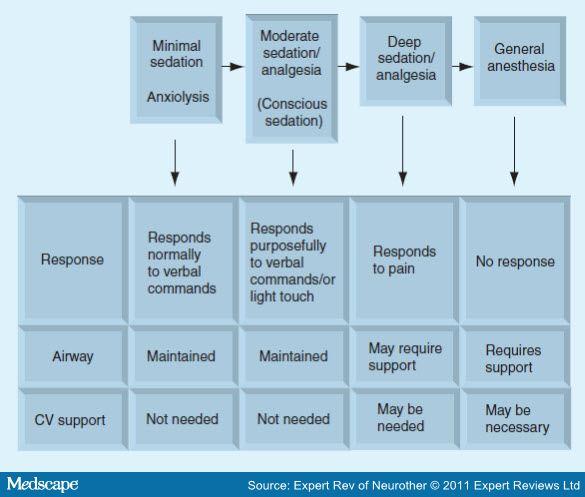 Minimal
sedation
Anxiolysis
Moderate
sedation/
analgesia
(Conscious
sedation)
Deep
sedation/
analgesia
General
anesthesia
Response
Responds
normally
to verbal
commands
Responds
purposefully
to verbal
commands/or
light touch
Responds
to pain
No response
Airway
Maintained
Maintained
May require
support
Requires
support
CV support
Not needed
Not needed
May be
needed
May be
necessary
Medscape
Source: Expert Rev of Neurother © 2011 Expert Reviews Ltd